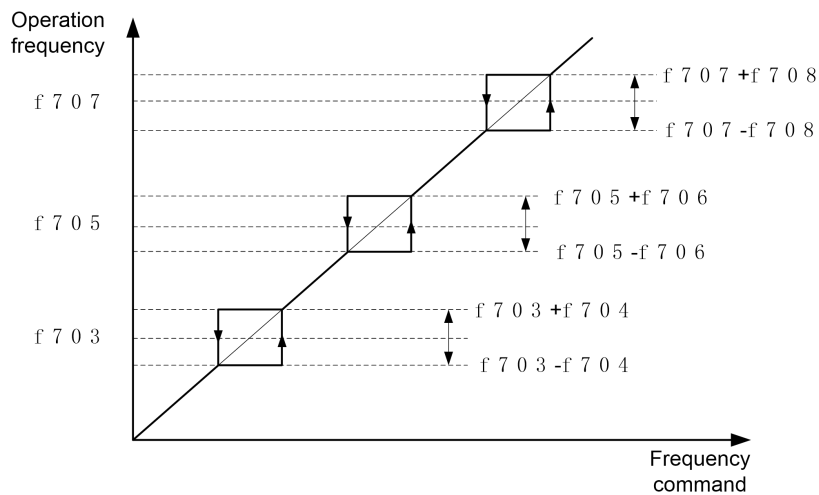 Operation
frequency
f 7 0 7 +f 7 0 8
f 7 0 7
f 7 0 7 -f 7 0 8
f 7 0 5 +f 7 0 6
f 7 0 5
f 7 0 5 -f 7 0 6
f 7 0 3 +f 7 0 4
f 7 0 3
f 7 0 3 -f 7 0 4
Frequency
command